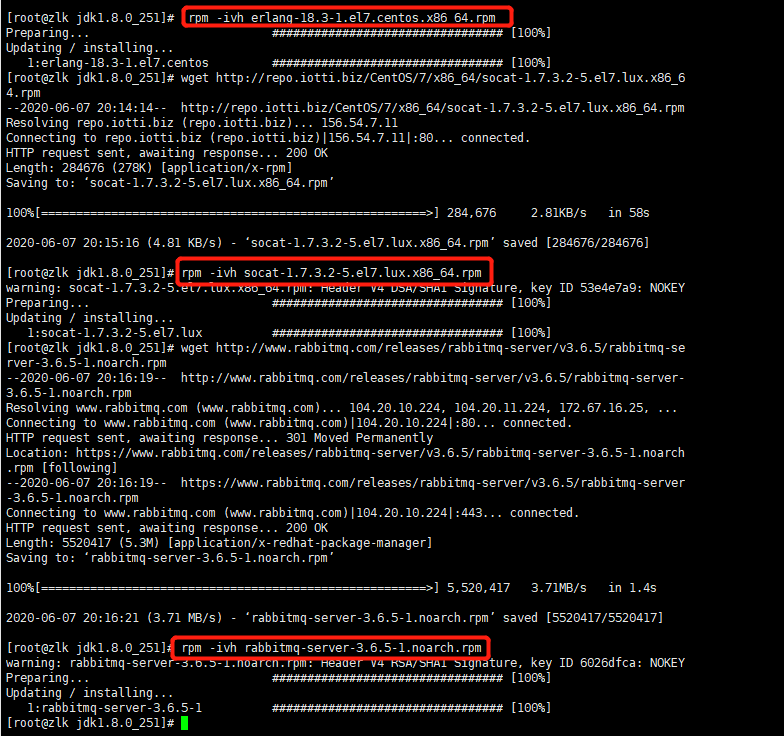 [root@zlk jdk1.8.0_251]# rpm -ivh erlang-18.3-1.el7.centos.x86_64.rpm
Preparing... ################################# [100%]
Updating / installing...
1:erlang-18.3-1.el7.centos ################################# [100%]
[root@zlk jdk1.8.0_251]# wget http://repo.iotti.biz/CentOS/7/x86_64/socat-1.7.3.2-5.el7.lux.x86_6
4.rpm
--2020-06-07 20:14:14-- http://repo.iotti.biz/CentOS/7/x86_64/socat-1.7.3.2-5.el7.lux.x86_64.rpm
Resolving repo.iotti.biz (repo.iotti.biz)... 156.54.7.11
Connecting to repo.iotti.biz (repo.iotti.biz)|156.54.7.11|:80... connected.
HTTP request sent, awaiting response... 200 OK
Length: 284676 (278K) [application/x-rpm]
Saving to: ‘socat-1.7.3.2-5.el7.lux.x86_64.rpm’
100%[=======================================================>] 284,676 2.81KB/s in 58s
2020-06-07 20:15:16 (4.81 KB/s) - ‘socat-1.7.3.2-5.el7.lux.x86_64.rpm’ saved [284676/284676]
[root@zlk jdk1.8.0_251]# rpm -ivh socat-1.7.3.2-5.el7.lux.x86_64.rpm
warning: socat-1.7.3.2-5.el7.lux.x86_64.rpm: Header V4 DSA/SHA1 Signature, key ID 53e4e7a9: NOKEY
Preparing... ################################# [100%]
Updating / installing...
1:socat-1.7.3.2-5.el7.lux ################################# [100%]
[root@zlk jdk1.8.0_251]# wget http://www.rabbitmq.com/releases/rabbitmq-server/v3.6.5/rabbitmq-se
rver-3.6.5-1.noarch.rpm
--2020-06-07 20:16:19-- http://www.rabbitmq.com/releases/rabbitmq-server/v3.6.5/rabbitmq-server-
3.6.5-1.noarch.rpm
Resolving www.rabbitmq.com (www.rabbitmq.com)... 104.20.10.224, 104.20.11.224, 172.67.16.25, ...
Connecting to www.rabbitmq.com (www.rabbitmq.com)|104.20.10.224|:80... connected.
HTTP request sent, awaiting response... 301 Moved Permanently
Location: https://www.rabbitmq.com/releases/rabbitmq-server/v3.6.5/rabbitmq-server-3.6.5-1.noarch
.rpm [following]
--2020-06-07 20:16:19-- https://www.rabbitmq.com/releases/rabbitmq-server/v3.6.5/rabbitmq-server
-3.6.5-1.noarch.rpm
Connecting to www.rabbitmq.com (www.rabbitmq.com)|104.20.10.224|:443... connected.
HTTP request sent, awaiting response... 200 OK
Length: 5520417 (5.3M) [application/x-redhat-package-manager]
Saving to: ‘rabbitmq-server-3.6.5-1.noarch.rpm’
100%[=======================================================>] 5,520,417 3.71MB/s in 1.4s
2020-06-07 20:16:21 (3.71 MB/s) - ‘rabbitmq-server-3.6.5-1.noarch.rpm’ saved [5520417/5520417]
[root@zlk jdk1.8.0_251]# rpm -ivh rabbitmq-server-3.6.5-1.noarch.rpm
warning: rabbitmq-server-3.6.5-1.noarch.rpm: Header V4 RSA/SHA1 Signature, key ID 6026dfca: NOKEY
Preparing... ################################# [100%]
Updating / installing...
1:rabbitmq-server-3.6.5-1 ################################# [100%]
[root@zlk jdk1.8.0_251]#